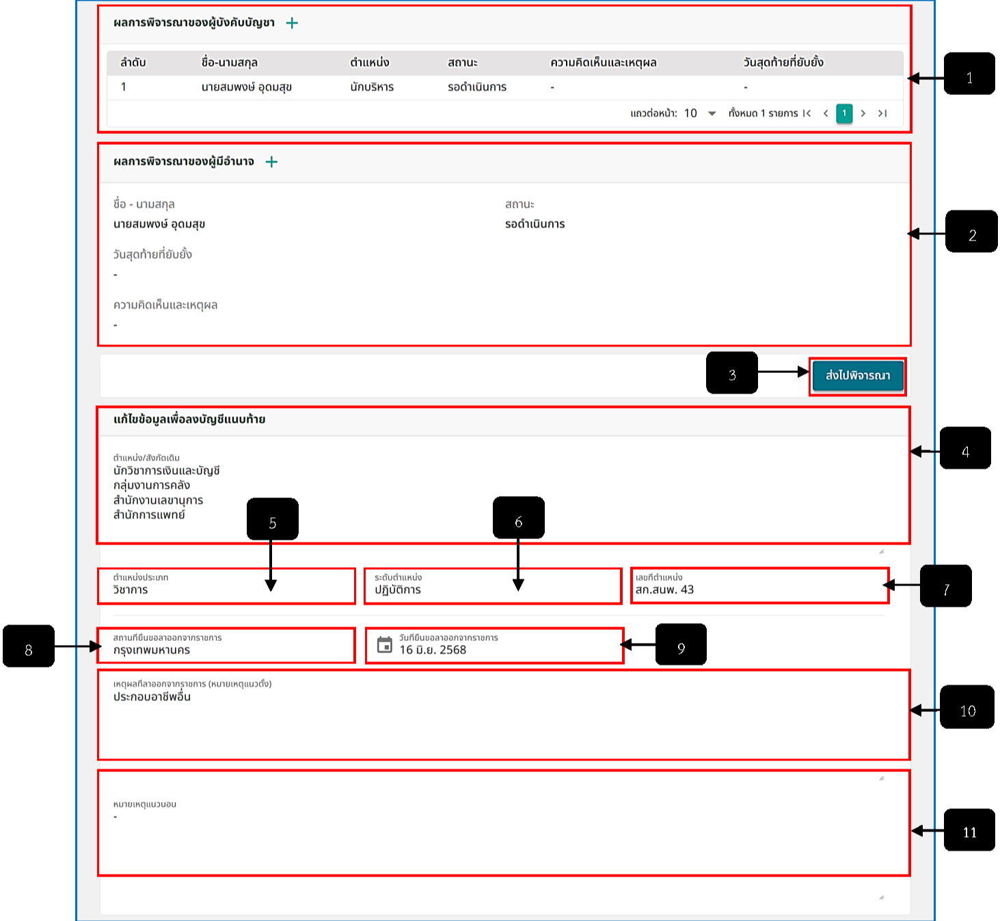 ผลการพิจารณาของผู้บังคับบัญชา +
ลำดับ ชื่อ-นามสกุล ตำแหน่ง สถานะ ความคิดเห็นและเหตุผล วันสุดท้ายที่ยับยั้ง
1 นายสมพงษ์ อุดมสุข นักบริหาร รอดำเนินการ - -
แถวต่อหน้า: 10 ทั้งหมด 1 รายการ |< < 1 > >|
1
ผลการพิจารณาของผู้มีอำนาจ +
ชื่อ - นามสกุล สถานะ
นายสมพงษ์ อุดมสุข รอดำเนินการ
2
วันสุดท้ายที่ยับยั้ง
-
ความคิดเห็นและเหตุผล
-
3 ส่งไปพิจารณา
แก้ไขข้อมูลเพื่อลงบัญชีแนบท้าย
4
ตำแหน่ง/สังกัดเดิม
นักวิชาการเงินและบัญชี
กลุ่มงานการคลัง
สำนักงานเลขานุการ
สำนักการแพทย์
5 6
ตำแหน่งประเภท ระดับตำแหน่ง เลขที่ตำแหน่ง
วิชาการ ปฏิบัติการ สก.สนพ. 43
7
สถานที่ยื่นขอลาออกจากราชการ วันที่ยื่นขอลาออกจากราชการ
8 กรุงเทพมหานคร 16 มิ.ย. 2568 9
เหตุผลที่ลาออกจากราชการ (หมายเหตุแนวตั้ง)
ประกอบอาชีพอื่น
10
หมายเหตุแนวนอน
-
11